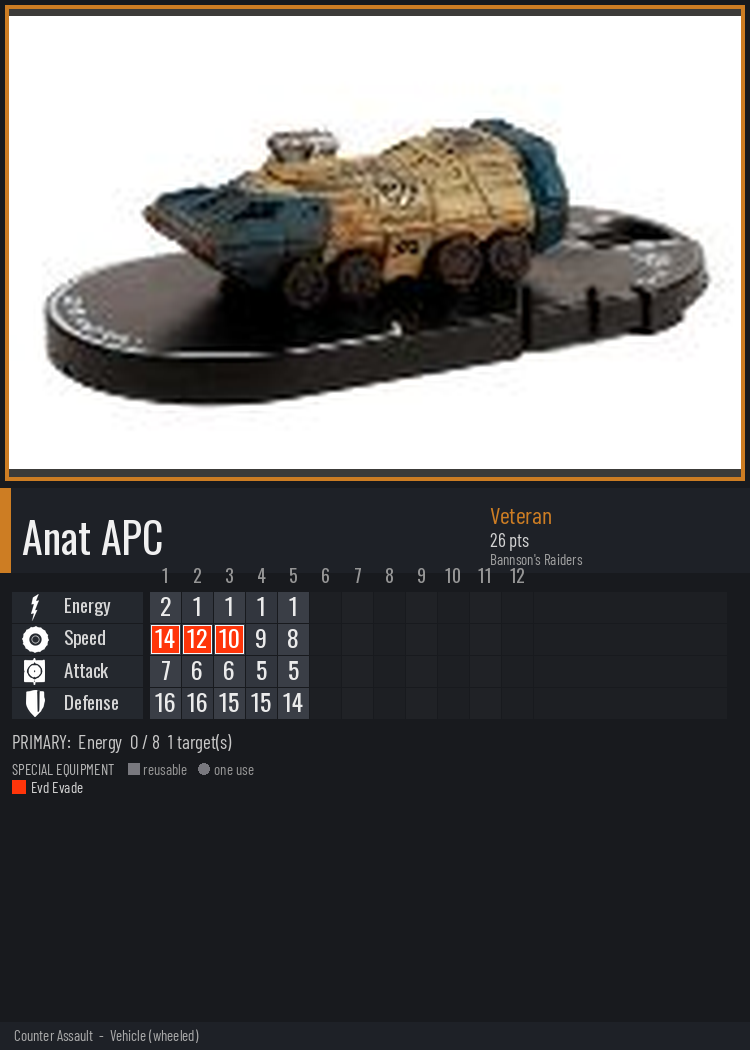 Anat APC
Veteran
26 pts
Bannson's Raiders
1 2 3 4 5 6 7 8 9 10 11 12
Energy 2 1 1 1 1
Speed 14 12 10 9 8
Attack 7 6 6 5 5
Defense 16 16 15 15 14
PRIMARY: Energy 0 / 8 1 target(s)
SPECIAL EQUIPMENT reusable one use
Evd Evade
Counter Assault - Vehicle (wheeled)